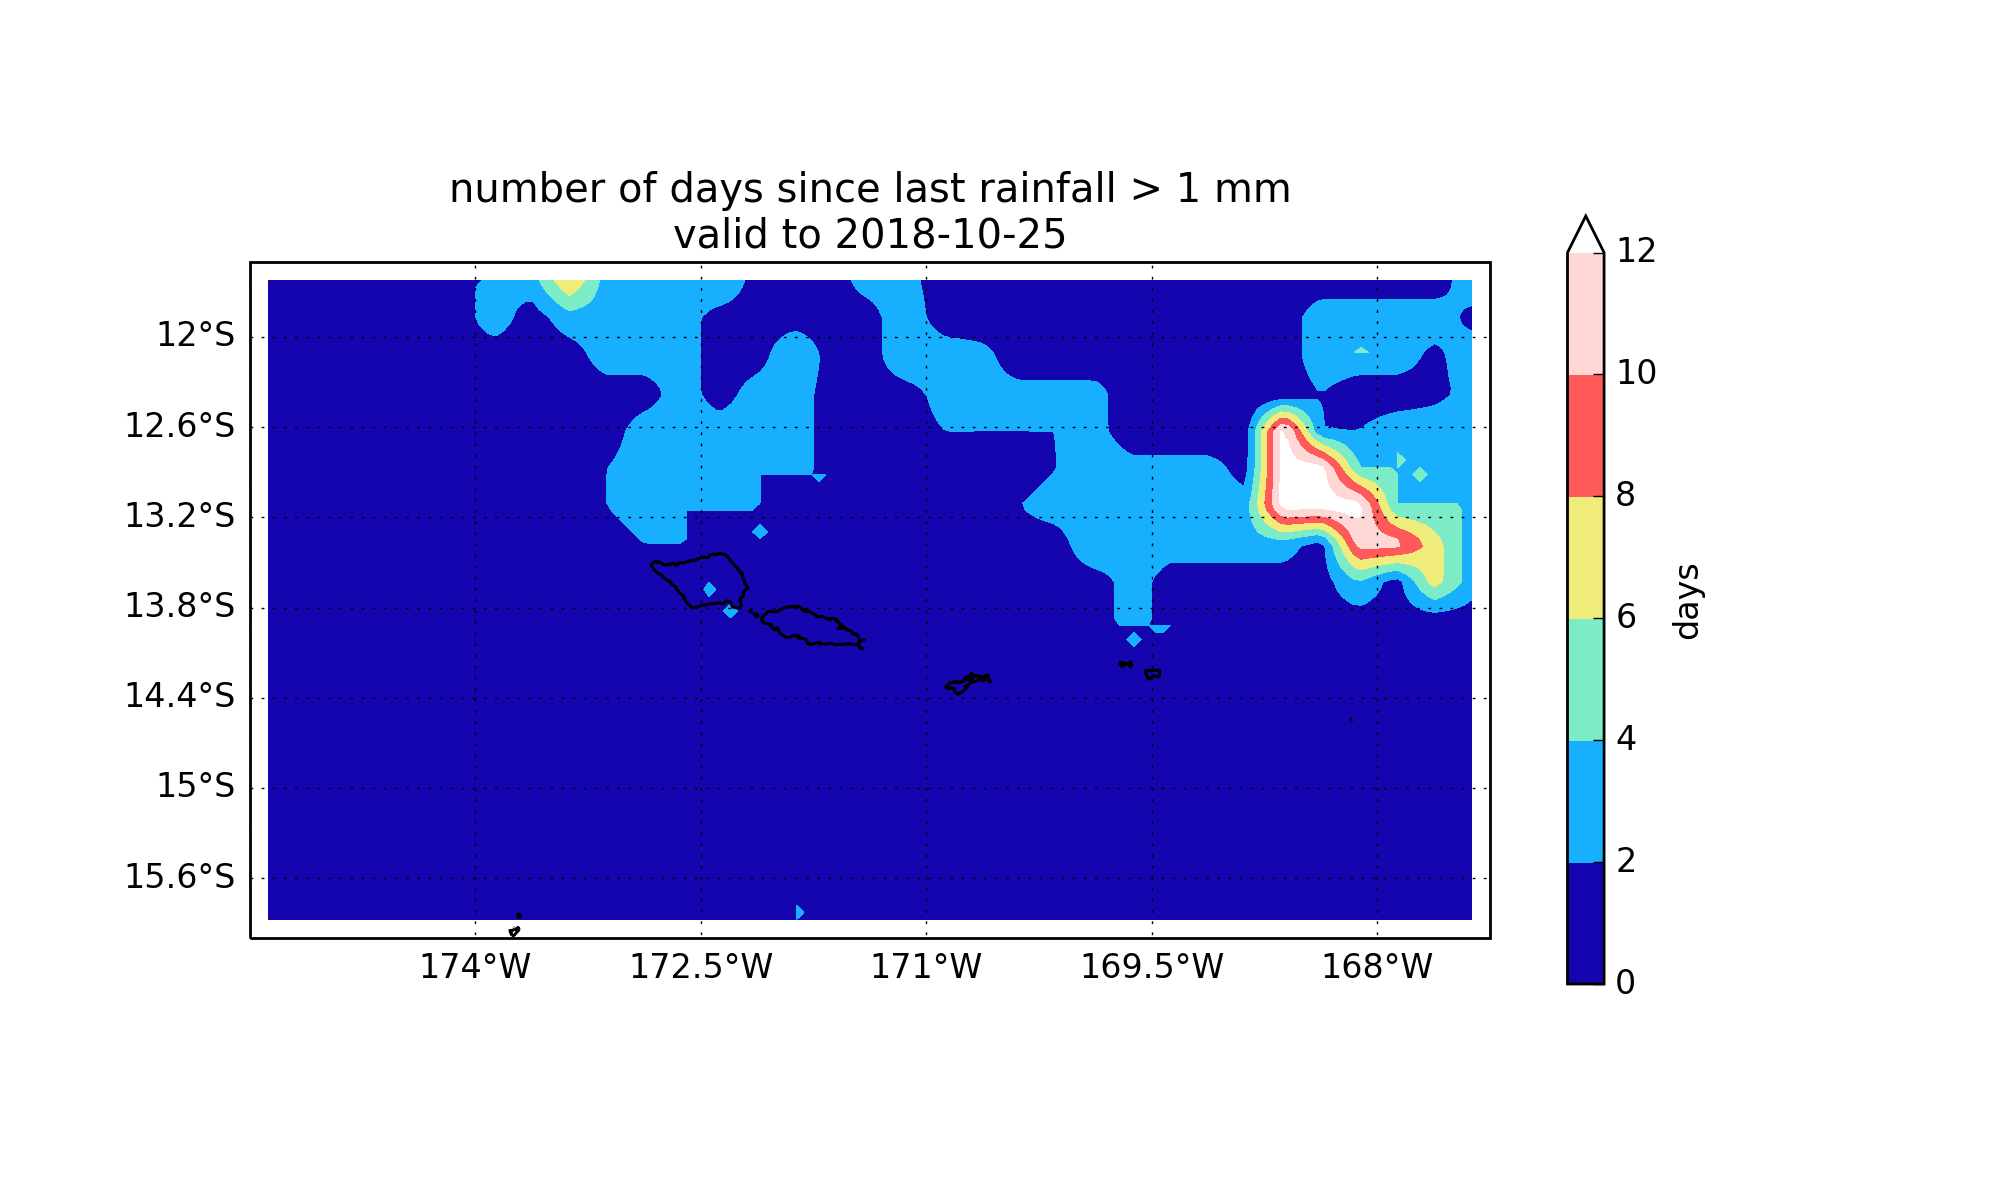 number of days since last rainfall > 1 mm
valid to 2018-10-25
12°S
12.6°S
13.2°S
13.8°S
14.4°S
15°S
15.6°S
174°W
172.5°W
171°W
169.5°W
168°W
12
10
8
6
4
2
0
days